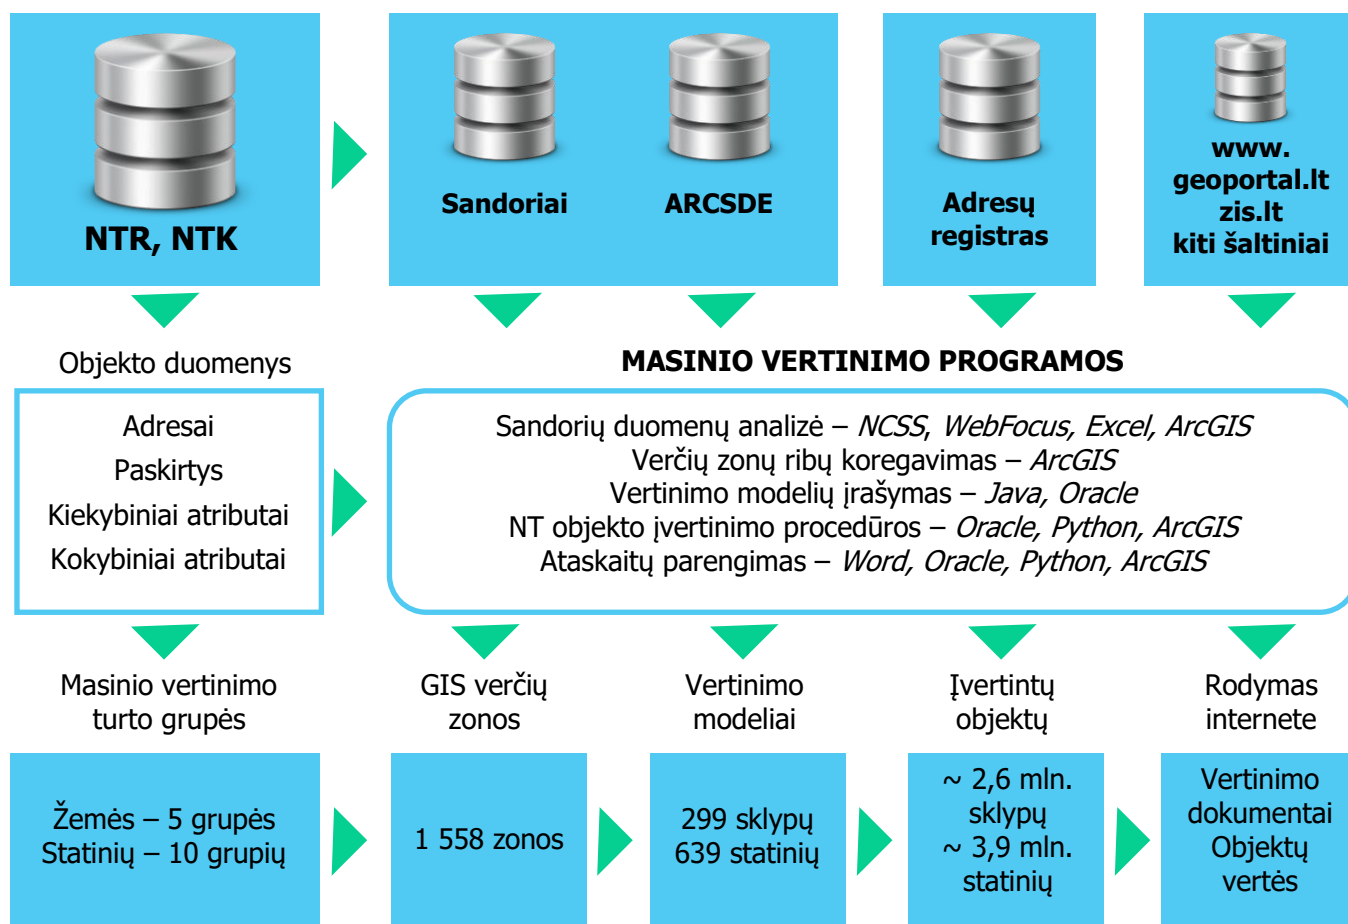 NTR, NTK
Sandoriai
ARCSDE
Adresų
registras
www.
geoportal.lt
zis.lt
kiti šaltiniai
Objekto duomenys
Adresai
Paskirtys
Kiekybiniai atributai
Kokybiniai atributai
MASINIO VERTINIMO PROGRAMOS
Sandorių duomenų analizė – NCSS, WebFocus, Excel, ArcGIS
Verčių zonų ribų koregavimas – ArcGIS
Vertinimo modelių įrašymas – Java, Oracle
NT objekto įvertinimo procedūros – Oracle, Python, ArcGIS
Ataskaitų parengimas – Word, Oracle, Python, ArcGIS
Masinio vertinimo
turto grupės
GIS verčių
zonos
Vertinimo
modeliai
Įvertintų
objektų
Rodymas
internete
Žemės – 5 grupės
Statinių – 10 grupių
1 558 zonos
299 sklypų
639 statinių
~ 2,6 mln.
sklypų
~ 3,9 mln.
statinių
Vertinimo
dokumentai
Objektų
vertės